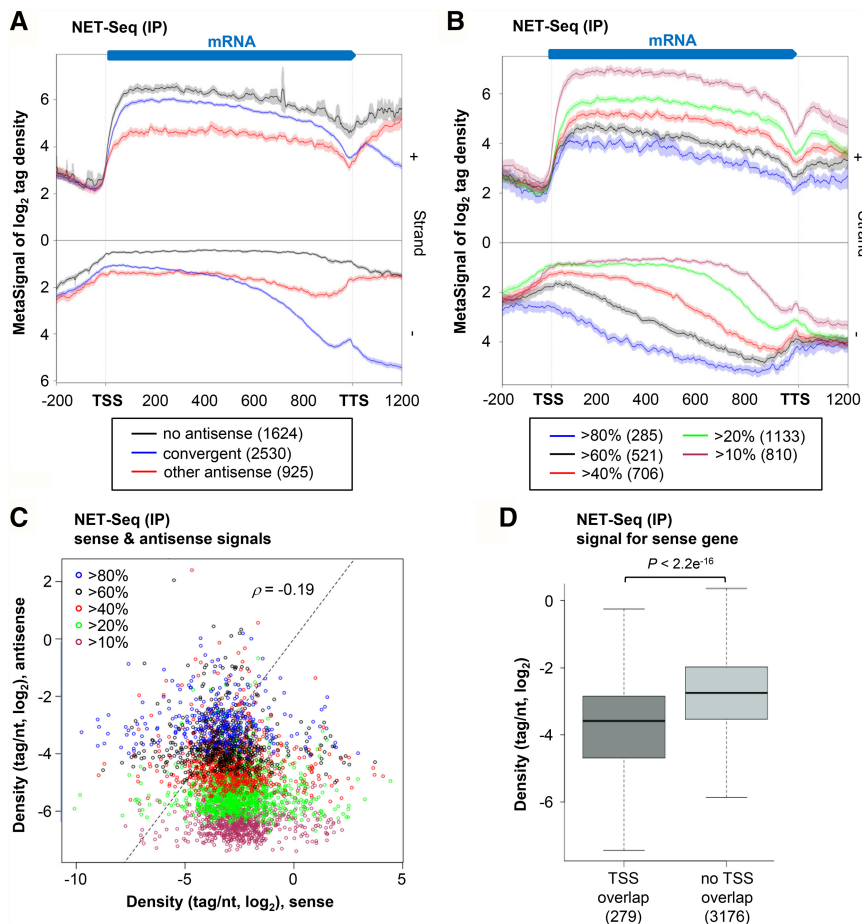 A
NET-Seq (IP)
mRNA
MetaSignal of log2 tag density
6
4
2
0
2
4
6
+
Strand
-
-200 TSS 200 400 600 800 TTS 1200
no antisense (1624)
convergent (2530)
other antisense (925)
B
NET-Seq (IP)
mRNA
MetaSignal of log2 tag density
6
4
2
0
2
4
+
Strand
-
-200 TSS 200 400 600 800 TTS 1200
>80% (285) >20% (1133)
>60% (521) >10% (810)
>40% (706)
C
NET-Seq (IP)
sense & antisense signals
Density (tag/nt, log2), antisense
2
0
-2
-4
-6
>80%
>60%
>40%
>20%
>10%
ρ = -0.19
-10 -5 0 5
Density (tag/nt, log2), sense
D
NET-Seq (IP)
signal for sense gene
P < 2.2e-16
Density (tag/nt, log2)
0
-2
-4
-6
TSS overlap (279)
no TSS overlap (3176)